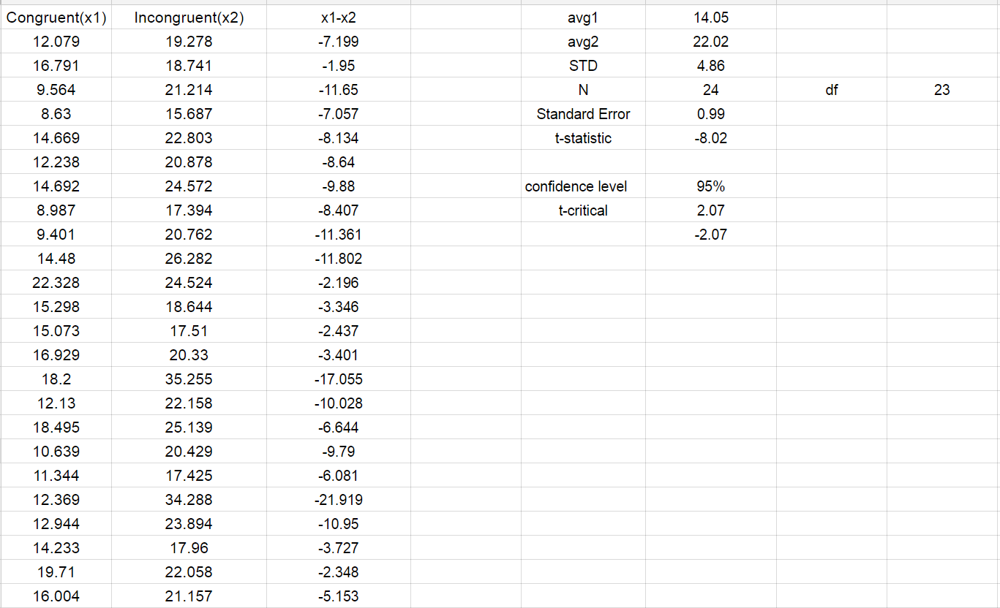 Congruent(x1) Incongruent(x2) x1-x2 avg1 14.05
12.079 19.278 -7.199 avg2 22.02
16.791 18.741 -1.95 STD 4.86
9.564 21.214 -11.65 N 24 df 23
8.63 15.687 -7.057 Standard Error 0.99
14.669 22.803 -8.134 t-statistic -8.02
12.238 20.878 -8.64
14.692 24.572 -9.88 confidence level 95%
8.987 17.394 -8.407 t-critical 2.07
9.401 20.762 -11.361 -2.07
14.48 26.282 -11.802
22.328 24.524 -2.196
15.298 18.644 -3.346
15.073 17.51 -2.437
16.929 20.33 -3.401
18.2 35.255 -17.055
12.13 22.158 -10.028
18.495 25.139 -6.644
10.639 20.429 -9.79
11.344 17.425 -6.081
12.369 34.288 -21.919
12.944 23.894 -10.95
14.233 17.96 -3.727
19.71 22.058 -2.348
16.004 21.157 -5.153